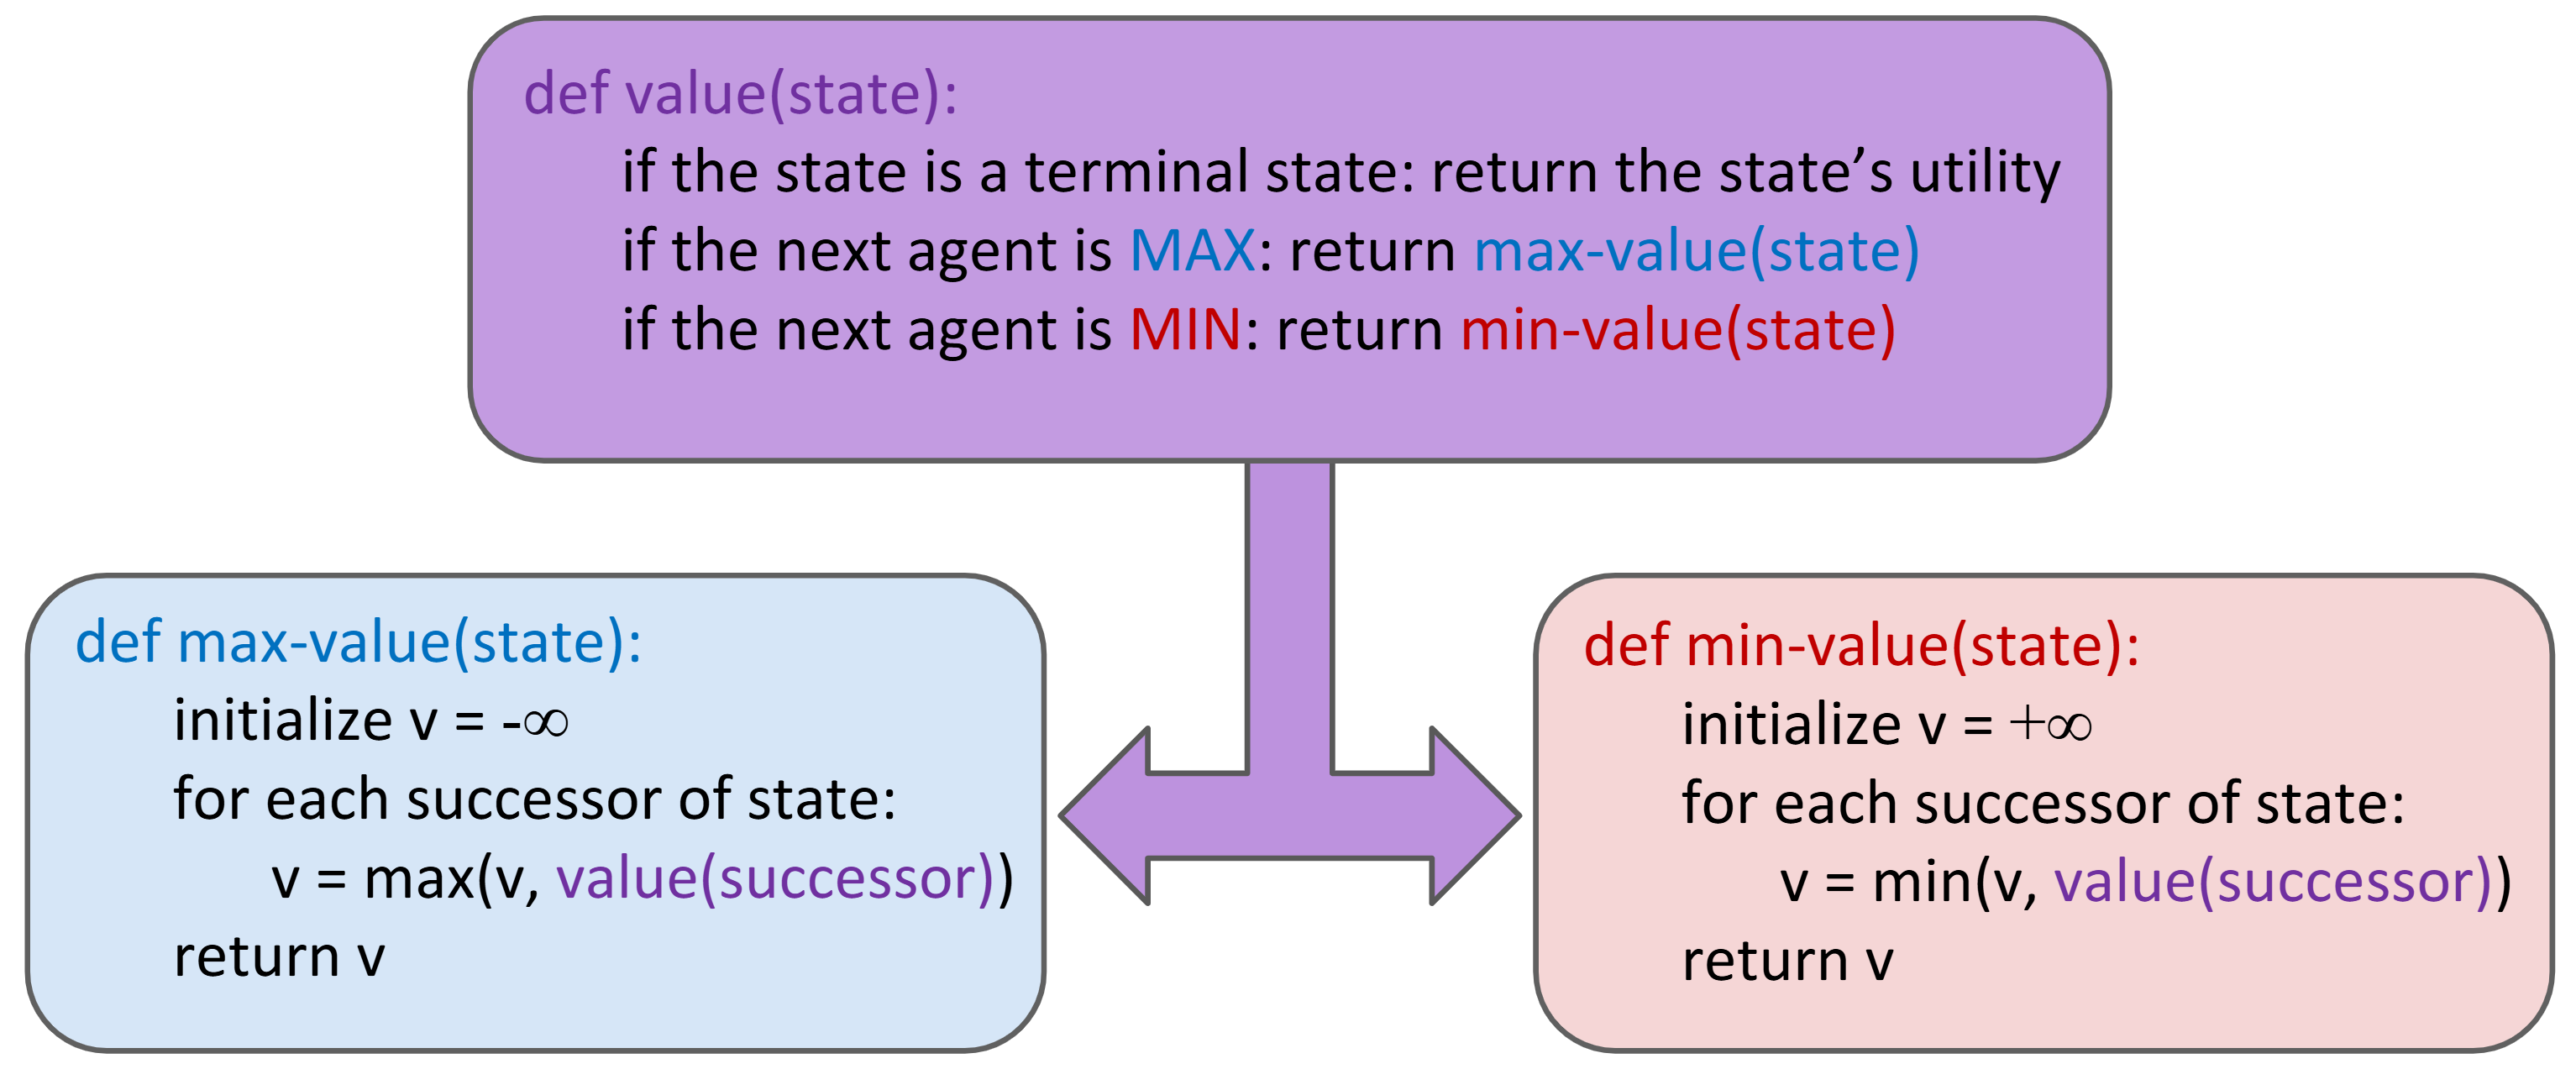 def value(state):
if the state is a terminal state: return the state’s utility
if the next agent is MAX: return max-value(state)
if the next agent is MIN: return min-value(state)
def max-value(state):
initialize v = -∞
for each successor of state:
v = max(v, value(successor))
return v
def min-value(state):
initialize v = +∞
for each successor of state:
v = min(v, value(successor))
return v